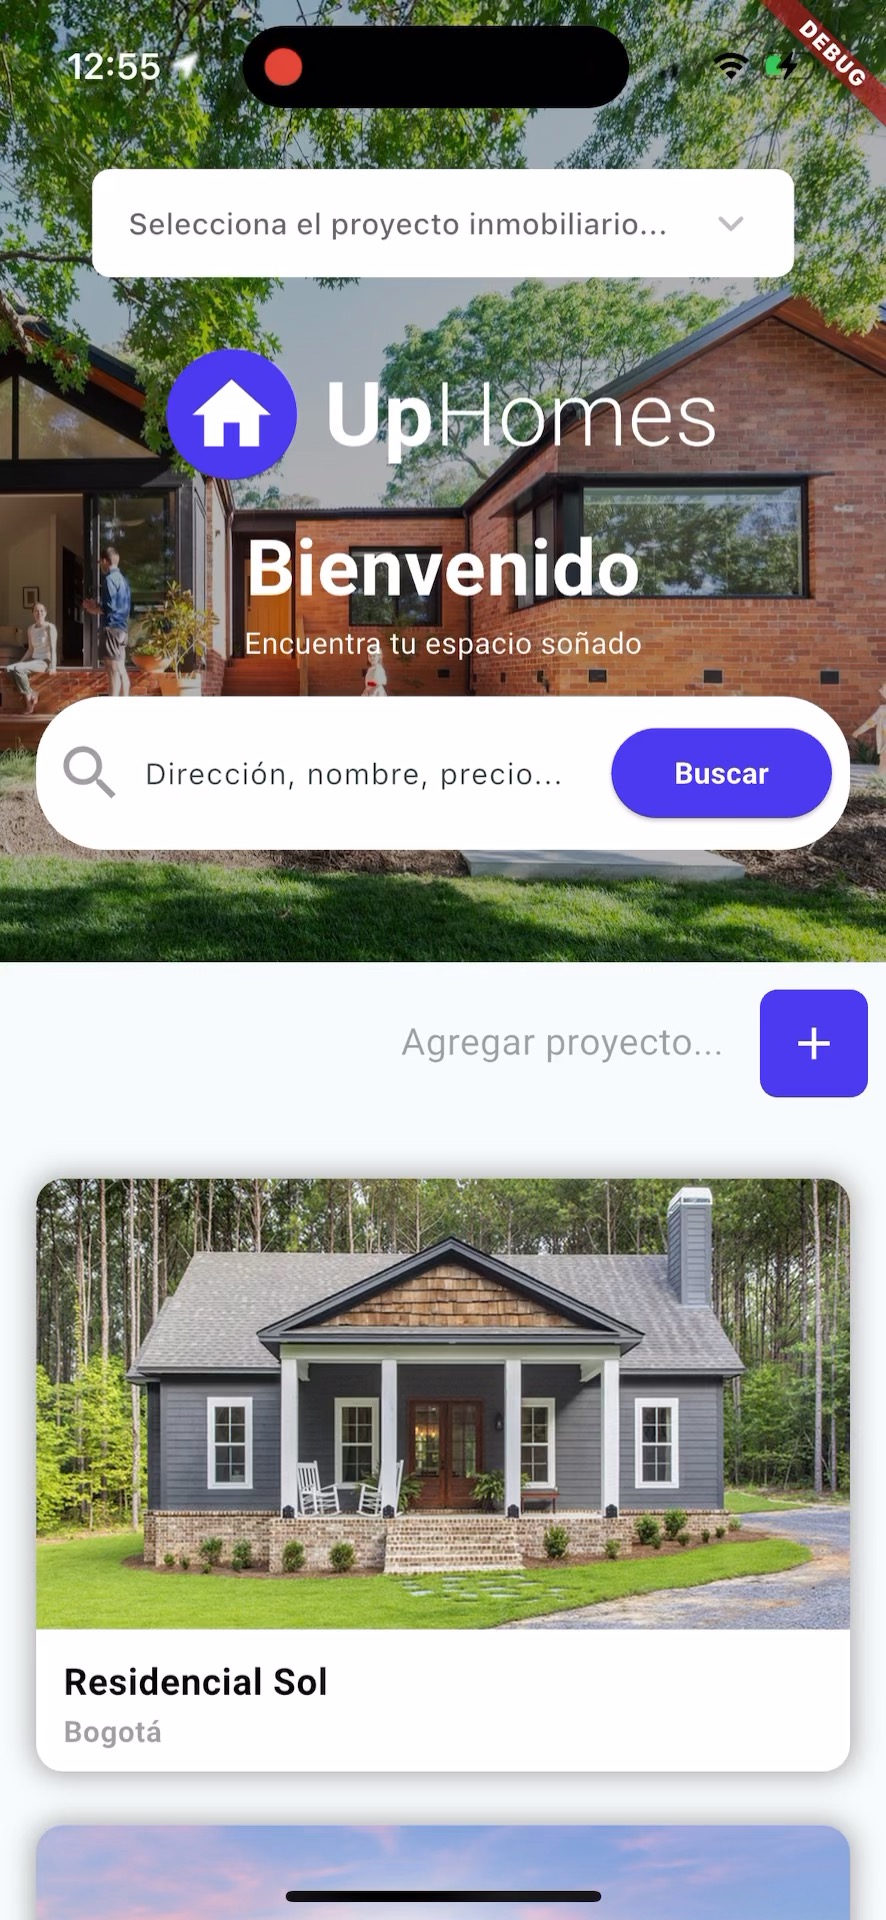 12:55
DEBUG
Selecciona el proyecto inmobiliario...
UpHomes
Bienvenido
Encuentra tu espacio soñado
Dirección, nombre, precio...
Buscar
Agregar proyecto...
Residencial Sol
Bogotá